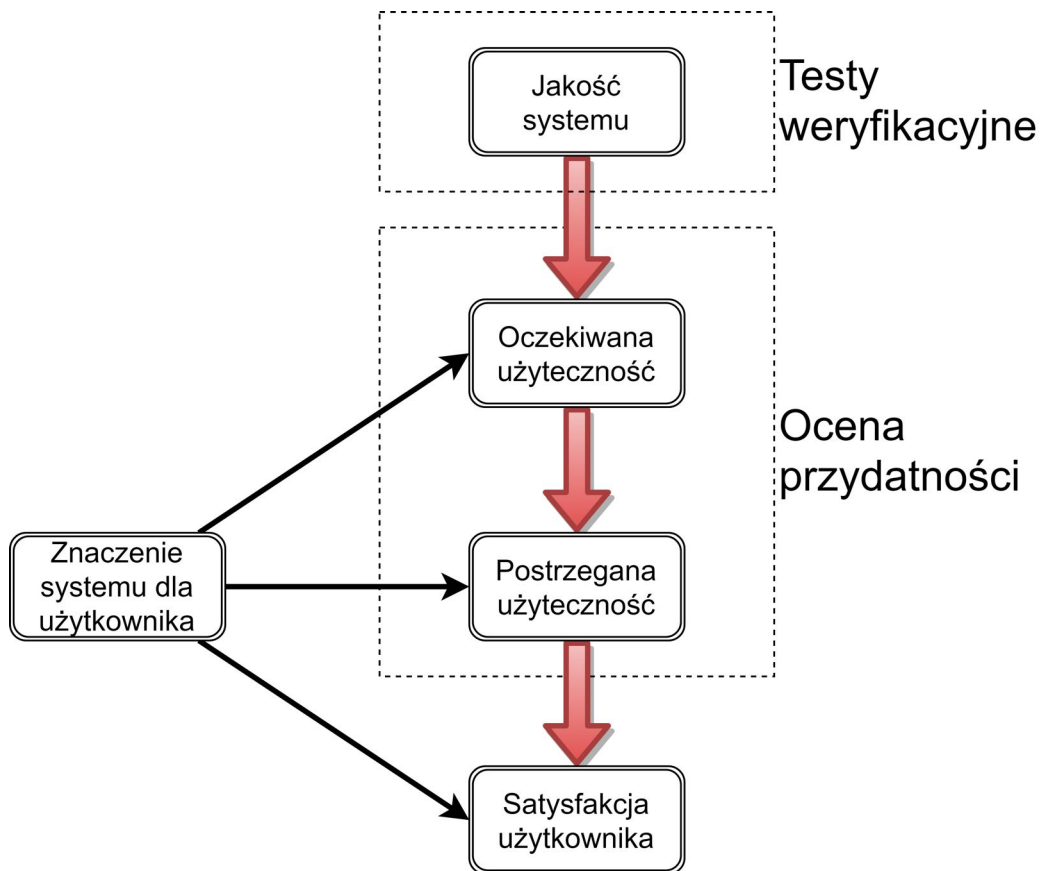 Jakość
systemu
Testy
weryfikacyjne
Oczekiwana
użyteczność
Ocena
przydatności
Znaczenie
systemu dla
użytkownika
Postrzegana
użyteczność
Satysfakcja
użytkownika